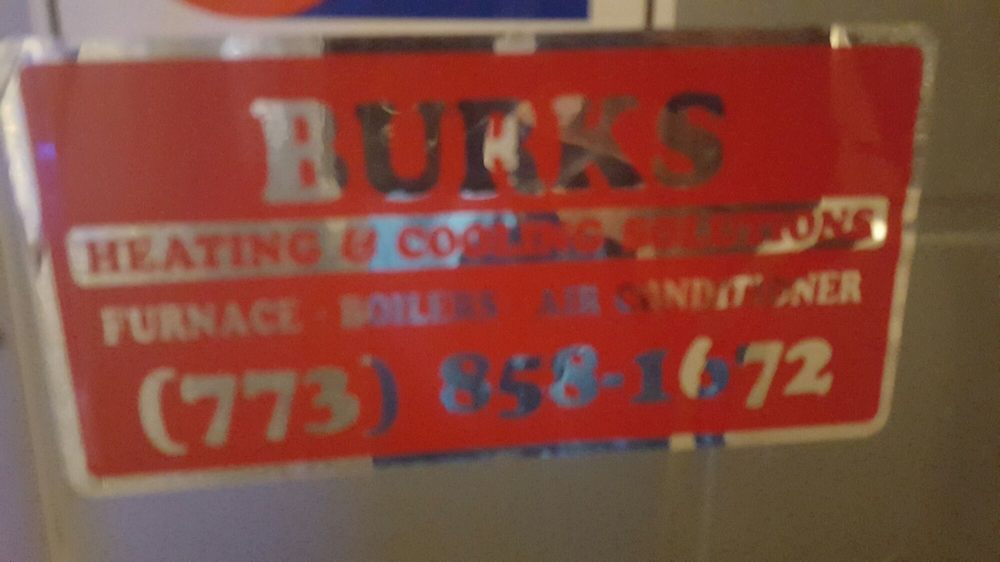 BURKS
HEATING & COOLING SOLUTIONS
FURNACE - BOILERS AIR CONDITIONER
(773) 858-1672